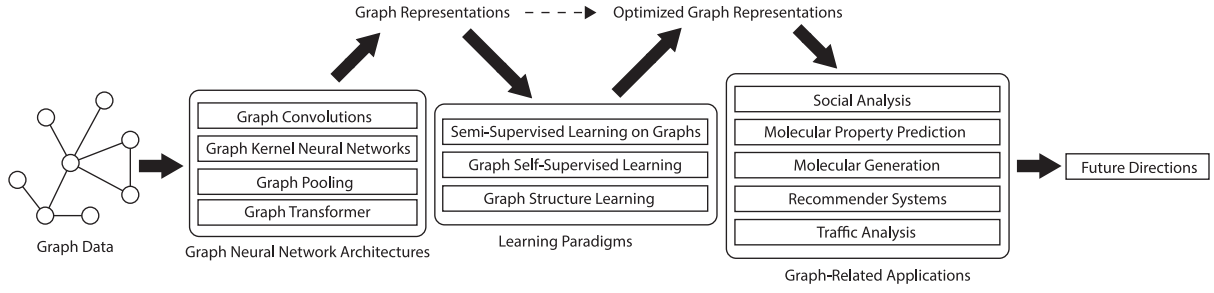 Graph Representations
Optimized Graph Representations
Graph Data
Graph Convolutions
Graph Kernel Neural Networks
Graph Pooling
Graph Transformer
Graph Neural Network Architectures
Semi-Supervised Learning on Graphs
Graph Self-Supervised Learning
Graph Structure Learning
Learning Paradigms
Social Analysis
Molecular Property Prediction
Molecular Generation
Recommender Systems
Traffic Analysis
Graph-Related Applications
Future Directions